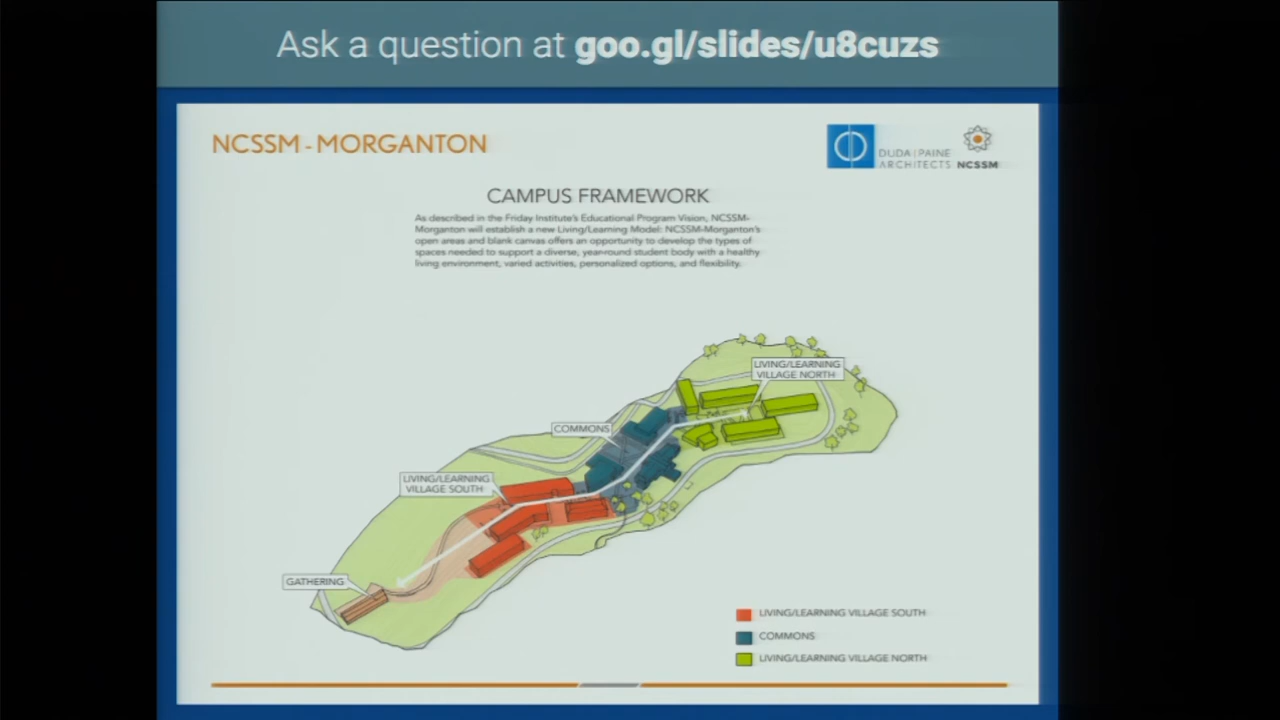 Ask a question at goo.gl/slides/u8cuzs
NCSSM - MORGANTON
DUDA | PAINE
ARCHITECTS
NCSSM
CAMPUS FRAMEWORK
As described in the Friday Institute's Educational Program Vision, NCSSM-
Morganton will establish a new Living/Learning Model: NCSSM-Morganton's
open areas and blank canvas offers an opportunity to develop the types of
spaces needed to support a diverse, year-round student body with a healthy
living environment, varied activities, personalized options, and flexibility.
LIVING/LEARNING
VILLAGE NORTH
COMMONS
LIVING/LEARNING
VILLAGE SOUTH
GATHERING
LIVING/LEARNING VILLAGE SOUTH
COMMONS
LIVING/LEARNING VILLAGE NORTH